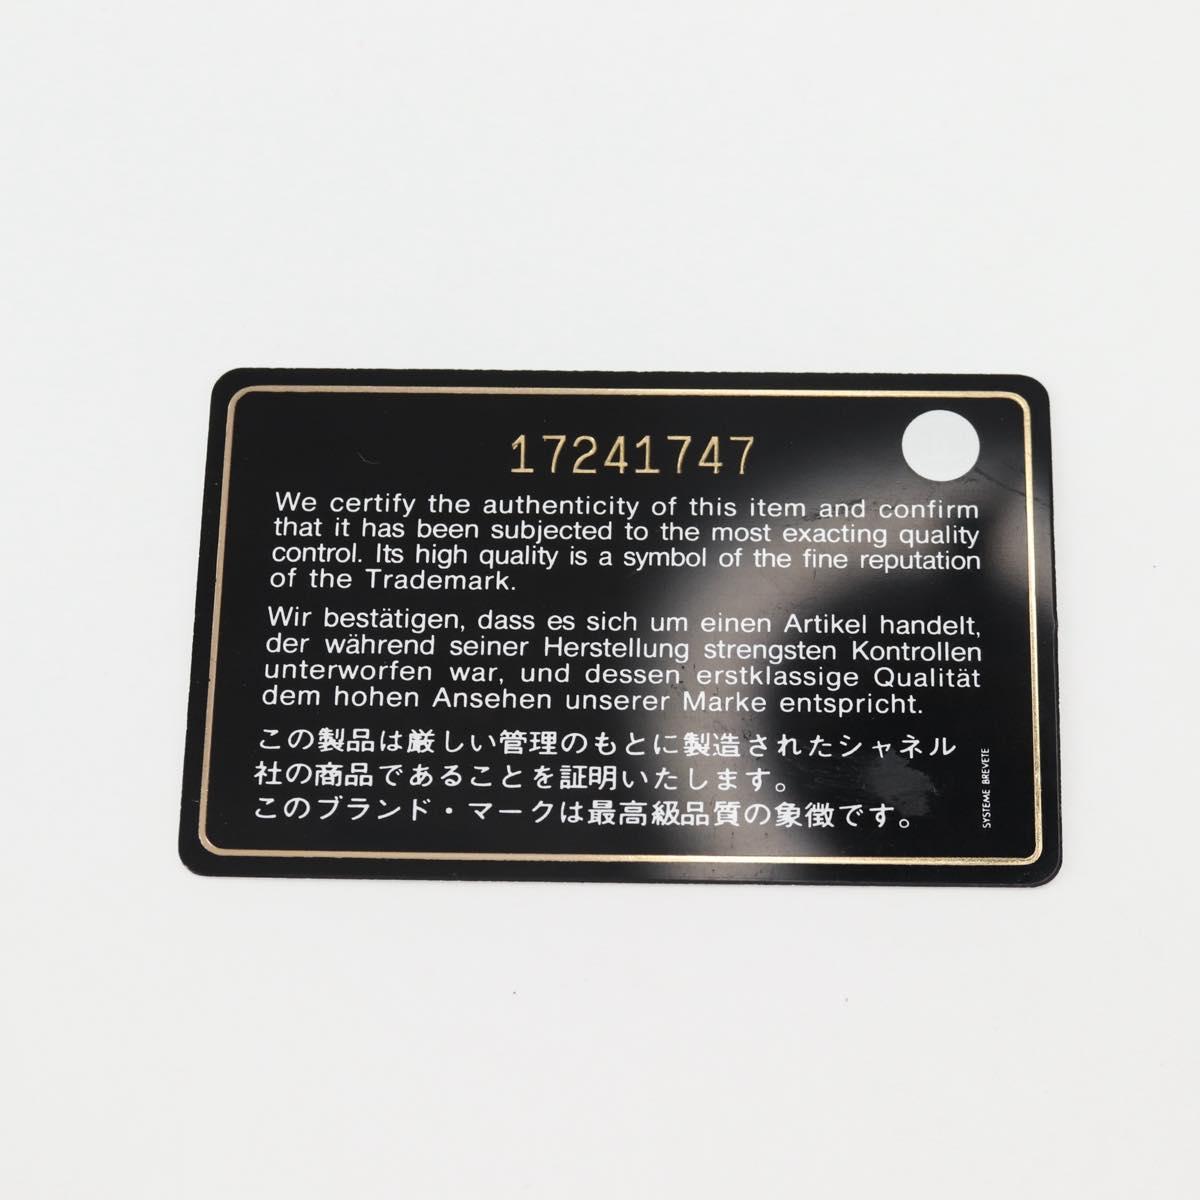 17241747
We certify the authenticity of this item and confirm
that it has been subjected to the most exacting quality
control. Its high quality is a symbol of the fine reputation
of the Trademark.
Wir bestätigen, dass es sich um einen Artikel handelt,
der während seiner Herstellung strengsten Kontrollen
unterworfen war, und dessen erstklassige Qualität
dem hohen Ansehen unserer Marke entspricht.
この製品は厳しい管理のもとに製造されたシャネル
社の商品であることを証明いたします。
このブランド・マークは最高級品質の象徴です。
SYSTEME BREVETE